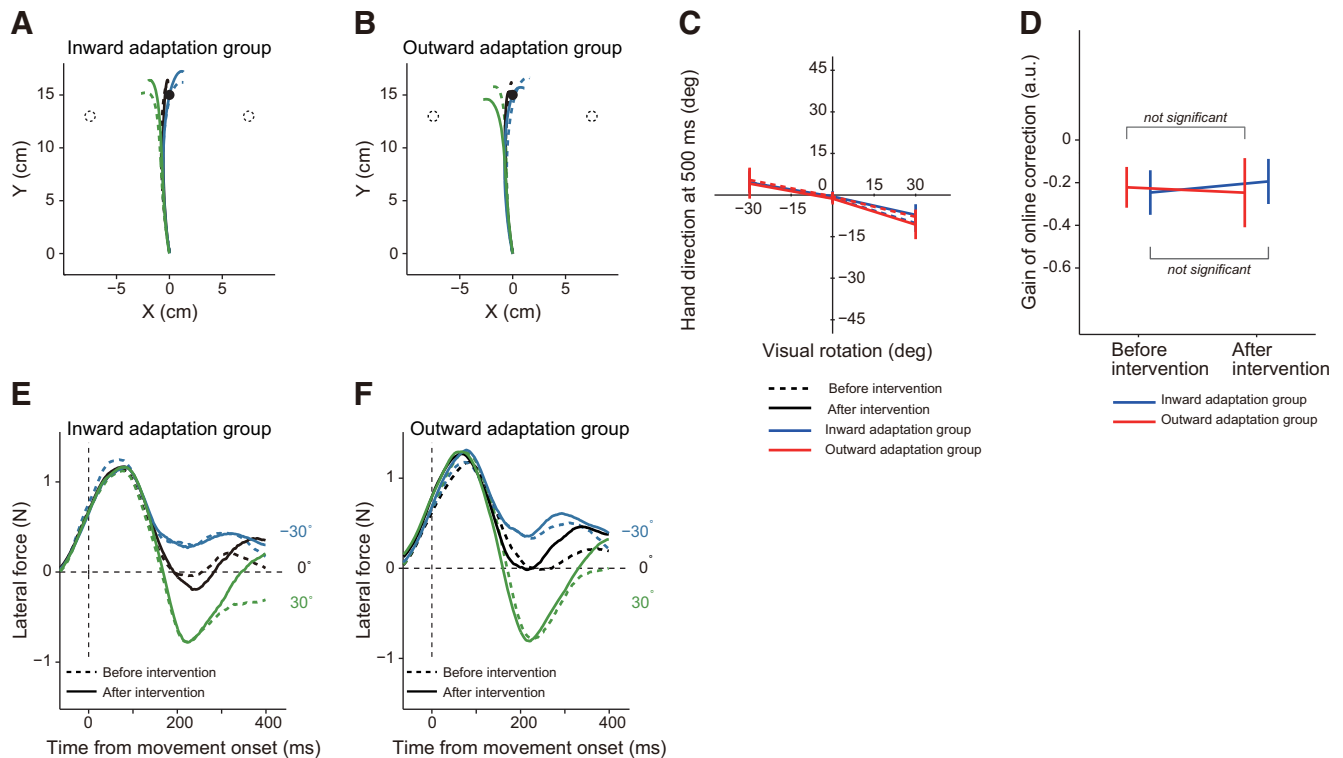 A
Inward adaptation group
Y (cm)
15
10
5
0
−5 0 5
X (cm)
B
Outward adaptation group
Y (cm)
15
10
5
0
−5 0 5
X (cm)
C
Hand direction at 500 ms (deg)
45
30
15
0 15 30
−30 −15
−15
−30
−45
Visual rotation (deg)
Before intervention
After intervention
Inward adaptation group
Outward adaptation group
D
Gain of online correction (a.u.)
0
-0.2
-0.6
not significant
not significant
Before intervention
After intervention
Inward adaptation group
Outward adaptation group
E
Inward adaptation group
Lateral force (N)
1
0
−1
−30°
0°
30°
Before intervention
After intervention
0 200 400
Time from movement onset (ms)
F
Outward adaptation group
Lateral force (N)
1
0
−1
−30°
0°
30°
Before intervention
After intervention
0 200 400
Time from movement onset (ms)